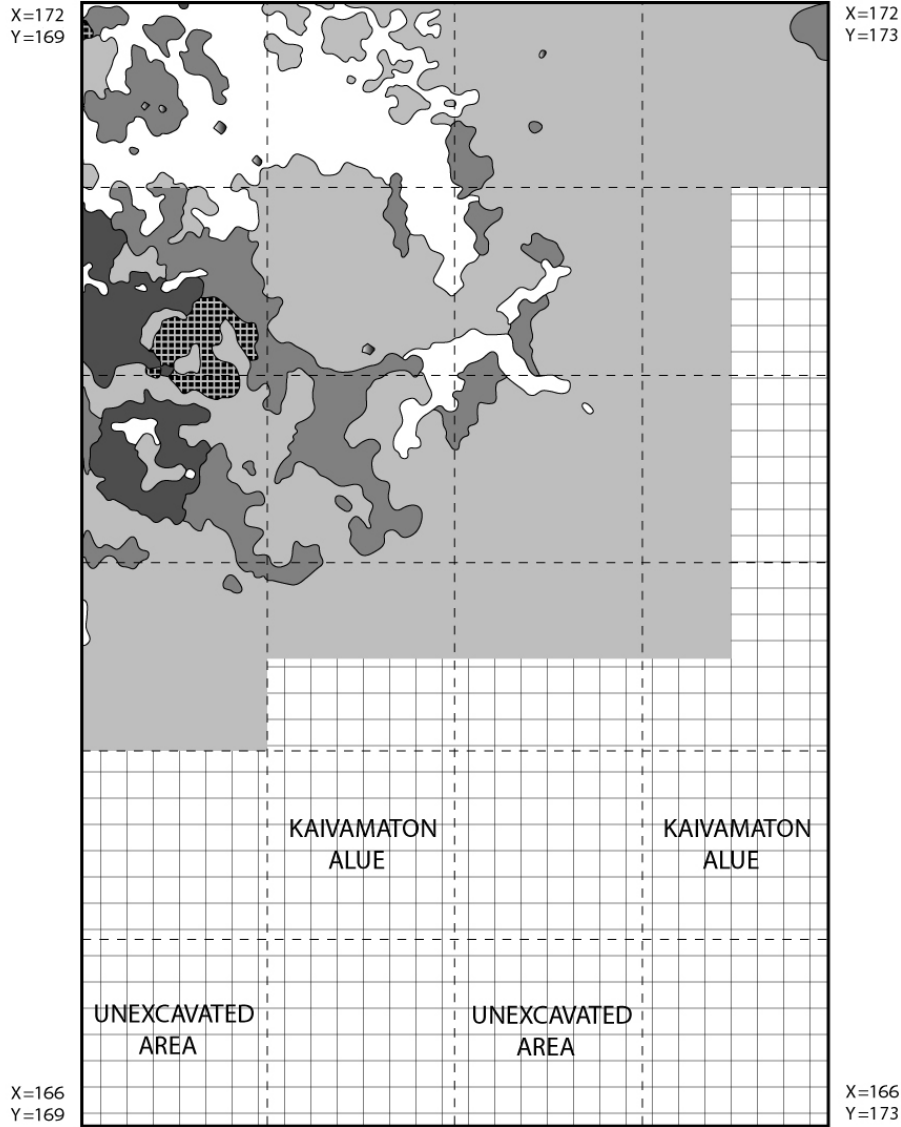 X=172
Y=169
X=172
Y=173
KAIVAMATON
ALUE
KAIVAMATON
ALUE
UNEXCAVATED
AREA
UNEXCAVATED
AREA
X=166
Y=169
X=166
Y=173